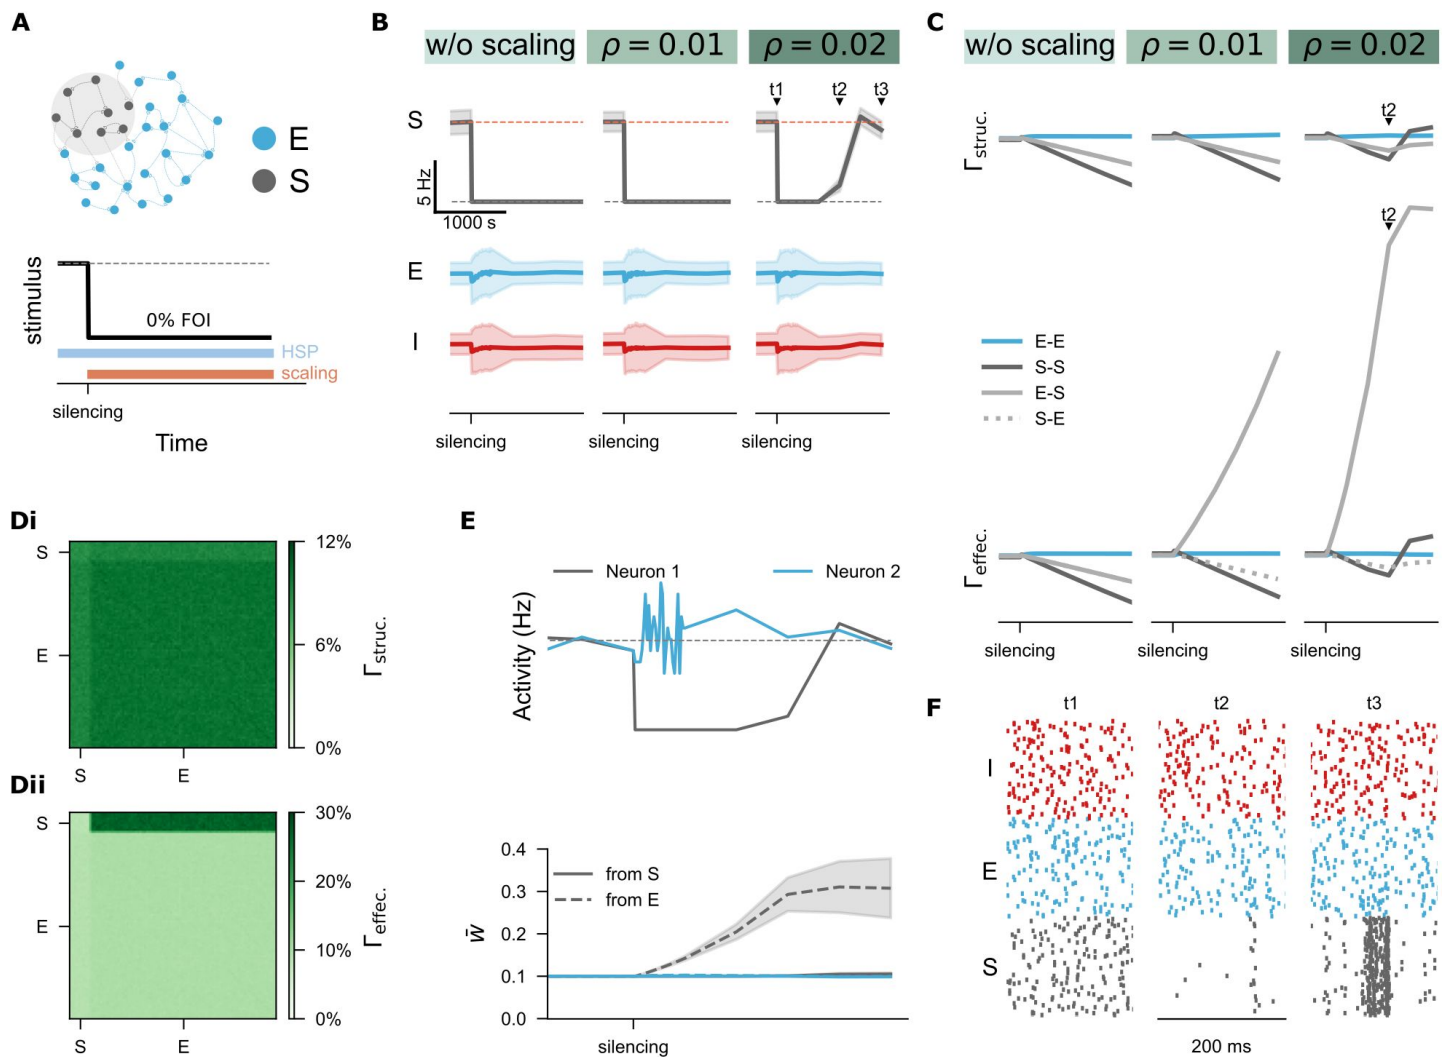 A
E
S
stimulus
0% FOI
HSP
scaling
silencing
Time
B
w/o scaling
ρ = 0.01
ρ = 0.02
t1
t2
t3
S
5 Hz
1000 s
E
I
silencing
silencing
silencing
C
w/o scaling
ρ = 0.01
ρ = 0.02
t2
Γstruc.
t2
E-E
S-S
E-S
S-E
Γeffec.
silencing
silencing
silencing
Di
S
E
S
E
12%
6%
0%
Γstruc.
Dii
S
E
S
E
30%
20%
10%
0%
Γeffec.
E
Neuron 1
Neuron 2
Activity (Hz)
0.4
0.3
0.2
0.1
0.0
w̄
from S
from E
silencing
F
t1
t2
t3
I
E
S
200 ms